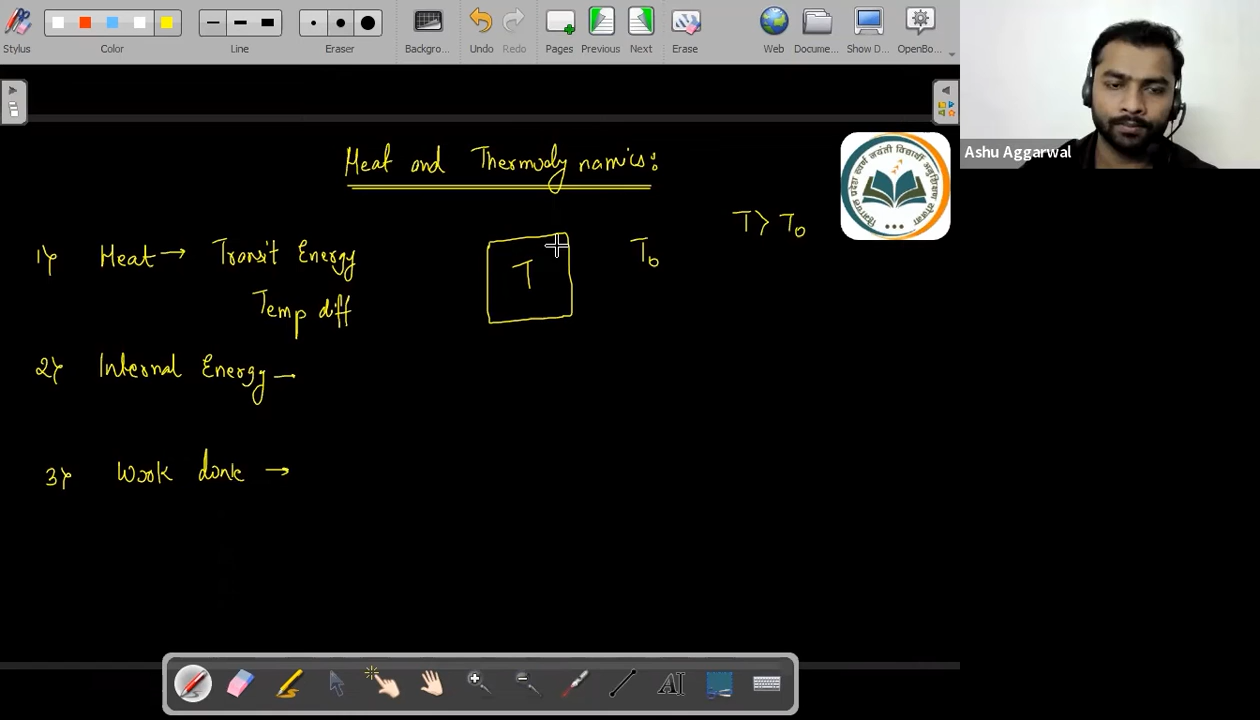 Stylus
Color
Line
Eraser
Backgro...
Undo
Redo
Pages
Previous
Next
Erase
Web
Docume...
Show D...
OpenBo...
Ashu Aggarwal
Heat and Thermodynamics:
T > T₀
1) Heat → Transit Energy
Temp diff
T
T₀
2) Internal Energy –
3) Work done →
AI